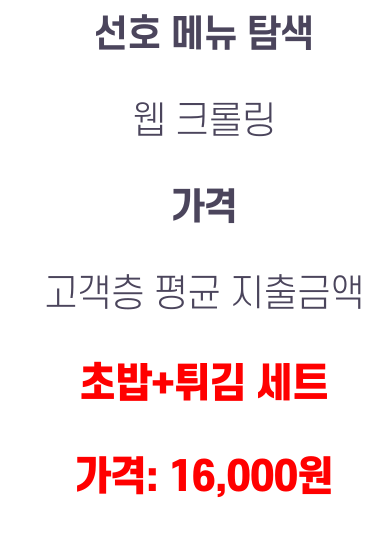 선호 메뉴 탐색
웹 크롤링
가격
고객층 평균 지출금액
초밥+튀김 세트
가격: 16,000원